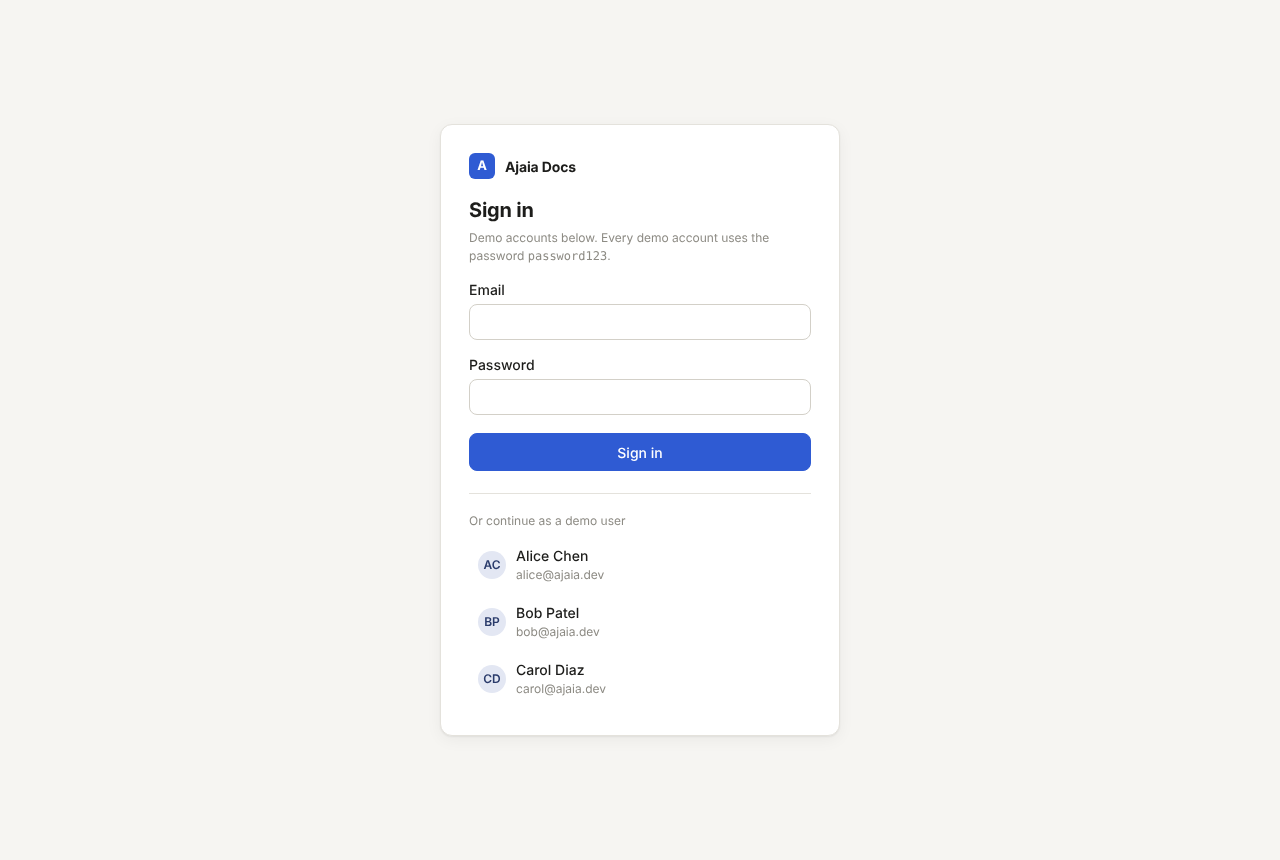 A
Ajaia Docs
Sign in
Demo accounts below. Every demo account uses the
password password123.
Email
Password
Sign in
Or continue as a demo user
AC
Alice Chen
alice@ajaia.dev
BP
Bob Patel
bob@ajaia.dev
CD
Carol Diaz
carol@ajaia.dev